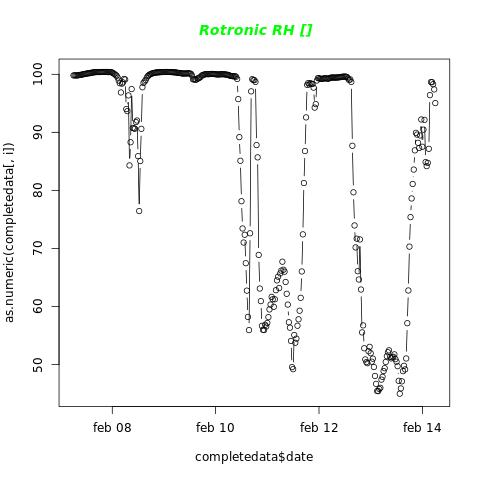 Rotronic RH []
as.numeric(completedata[, i])
100
90
80
70
60
50
feb 08
feb 10
feb 12
feb 14
completedata$date